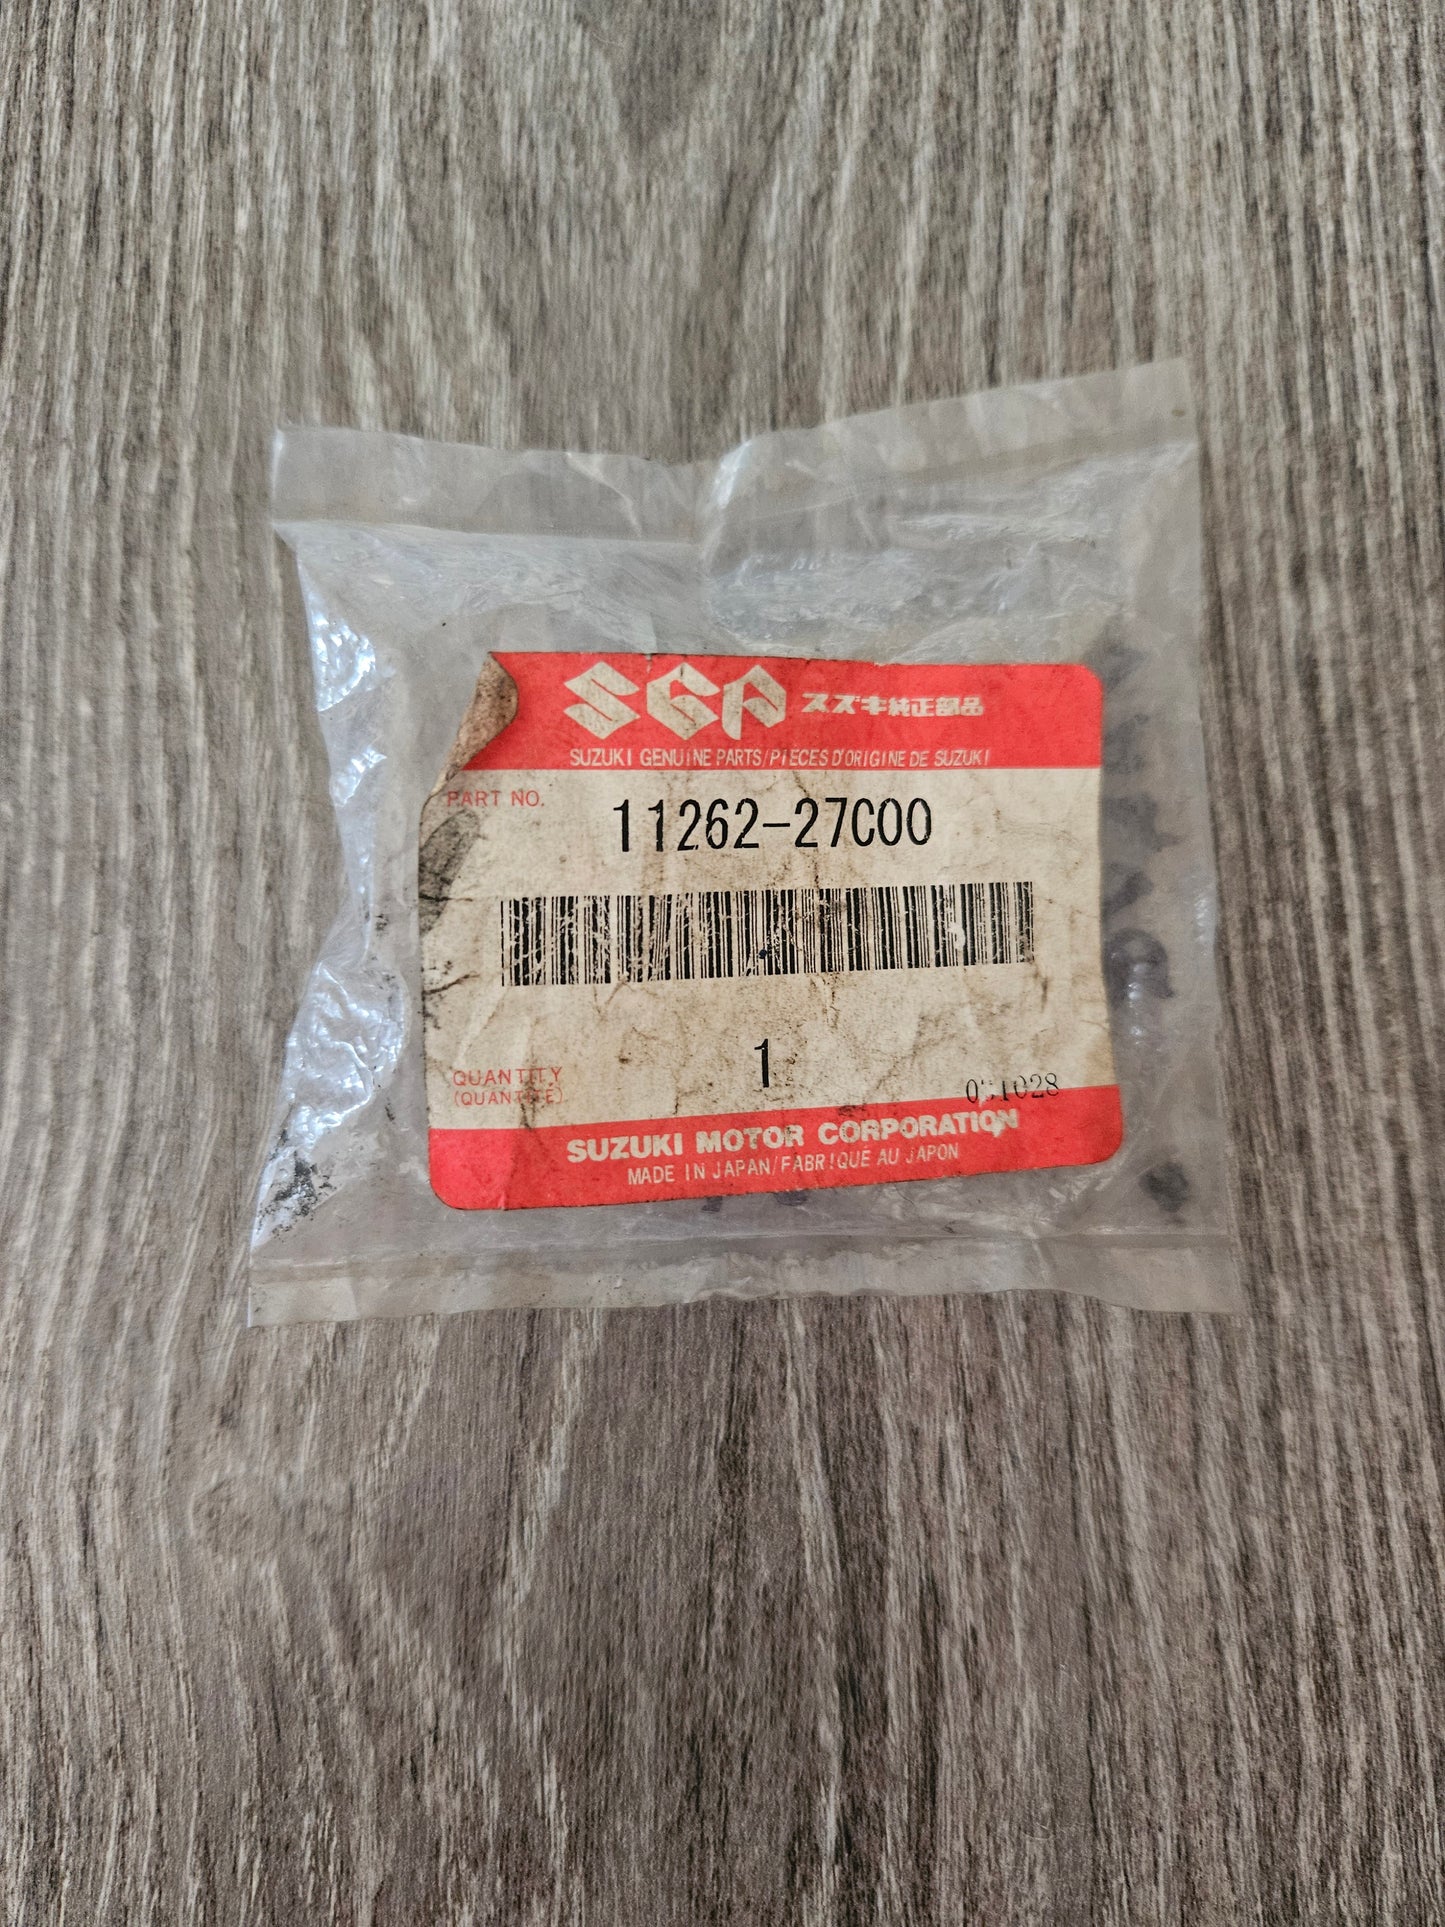 SGP スズキ純正部品
SUZUKI GENUINE PARTS/PIECES D'ORIGINE DE SUZUKI
PART NO. 11262-27C00
1
QUANTITY
(QUANTITÉ)
SUZUKI MOTOR CORPORATION
MADE IN JAPAN/FABRIQUÉ AU JAPON